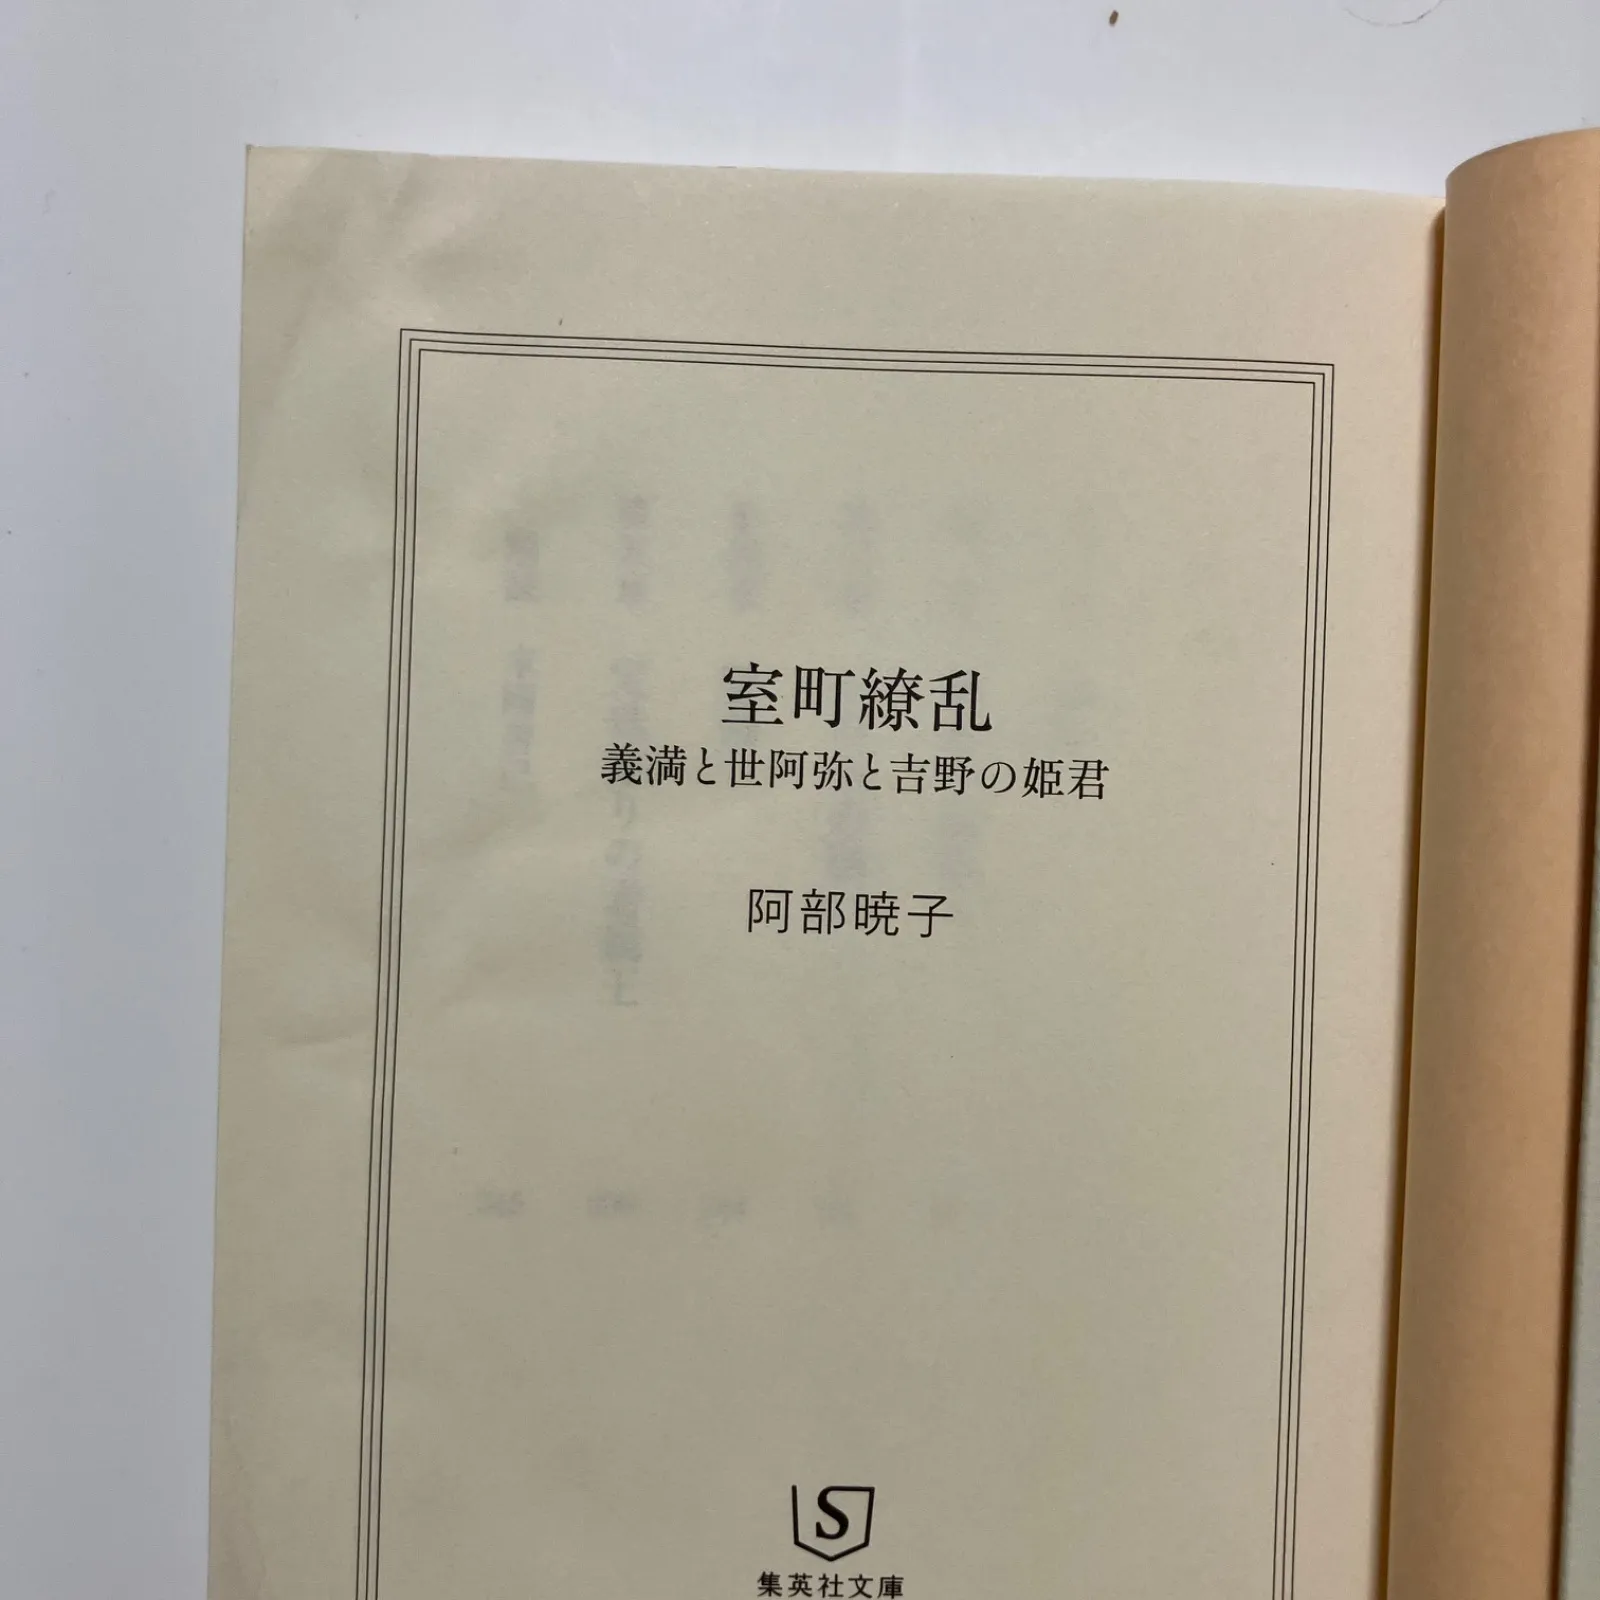 室町繚乱
義満と世阿弥と吉野の姫君
阿部暁子
S
集英社文庫